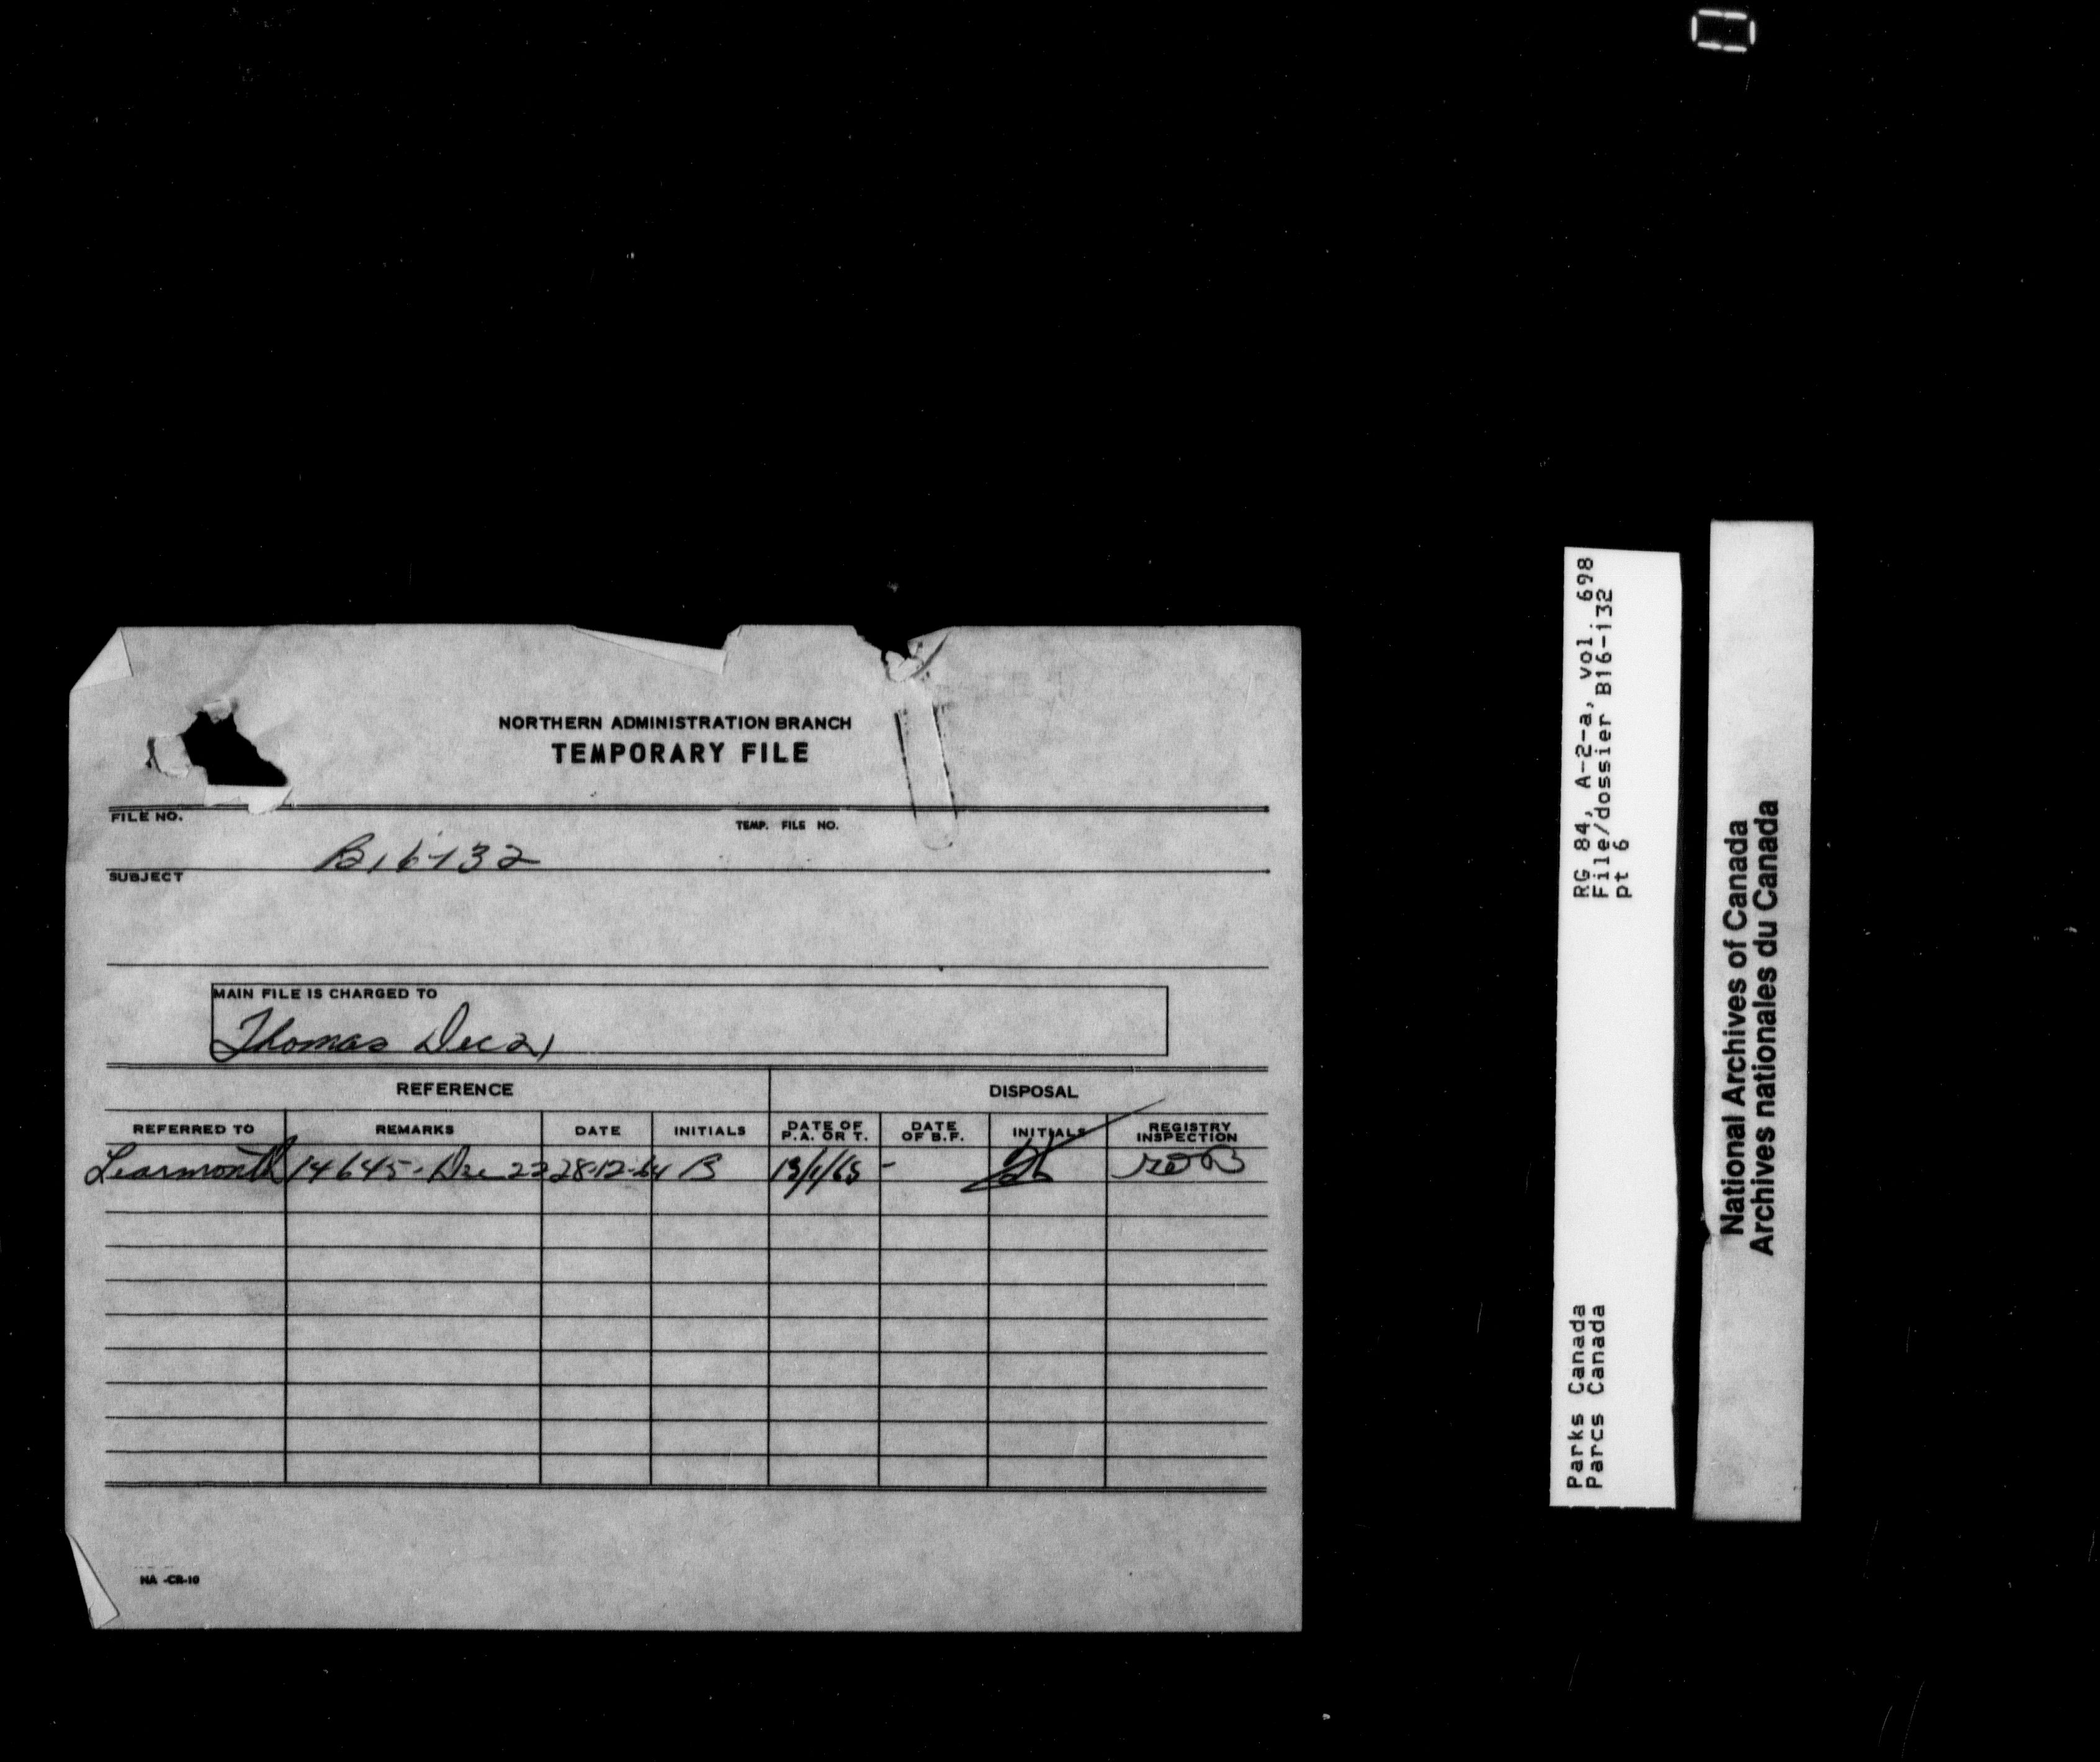 NORTHERN ADMINISTRATION BRANCH
TEMPORARY FILE
FILE NO.
TEMP. FILE NO.
B16-132
SUBJECT
MAIN FILE IS CHARGED TO
Thomas Dec 21
REFERENCE DISPOSAL
REFERRED TO REMARKS DATE INITIALS DATE OF P.A. OR T. DATE OF B.F. INITIALS REGISTRY INSPECTION
Learmonth 14645 - Dec 22 28-12-64 B 13/1/65 -
NA -CR-10
RG 84, A-2-a, vol. 698
File/dossier B16-132
pt 6
Parks Canada
Parcs Canada
National Archives of Canada
Archives nationales du Canada